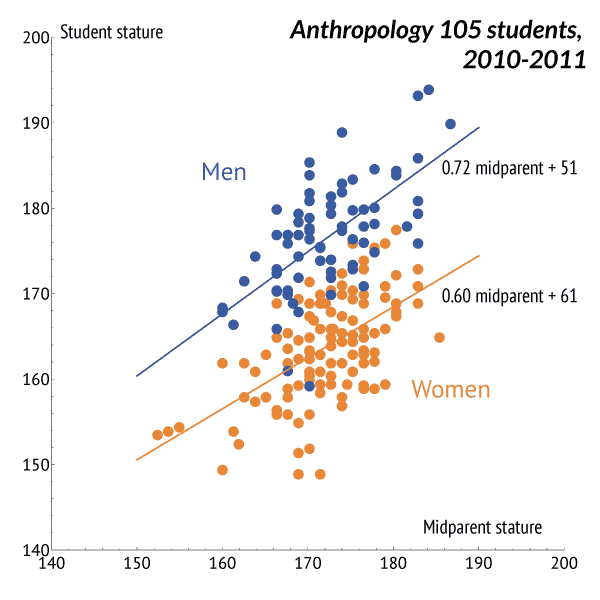 Anthropology 105 students,
2010-2011
200
Student stature
190
Men
0.72 midparent + 51
180
170
0.60 midparent + 61
160
Women
150
Midparent stature
140
140 150 160 170 180 190 200